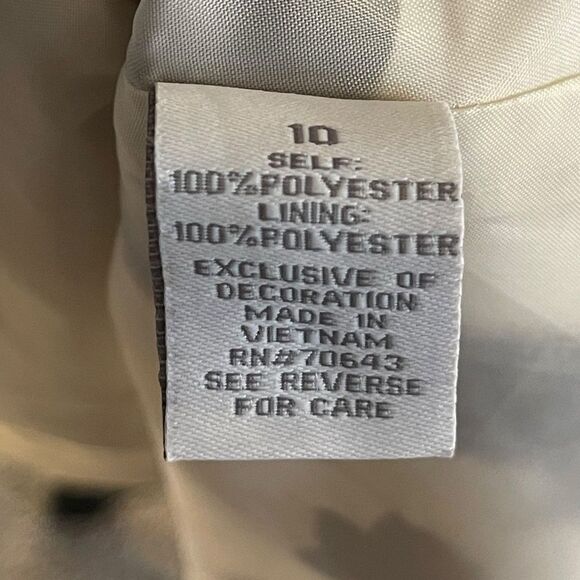 10
SELF:
100%POLYESTER
LINING:
100%POLYESTER
EXCLUSIVE OF
DECORATION
MADE IN
VIETNAM
RN#70643
SEE REVERSE
FOR CARE